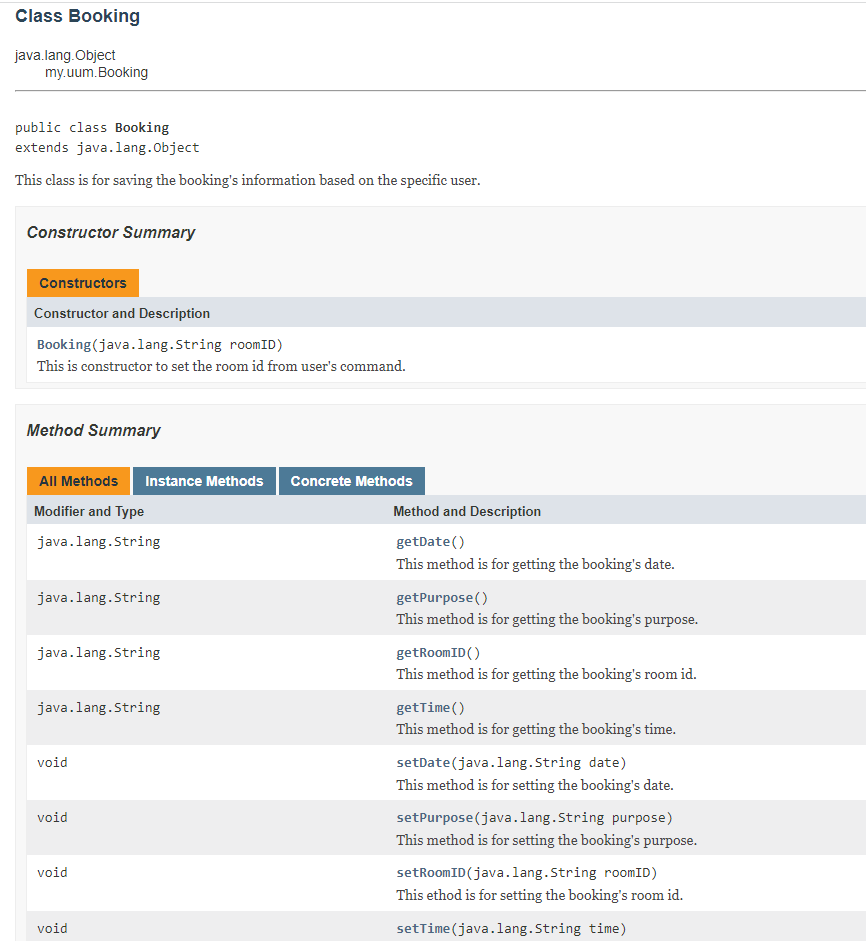 Class Booking
java.lang.Object
my.uum.Booking
public class Booking
extends java.lang.Object
This class is for saving the booking's information based on the specific user.
Constructor Summary
Constructors
Constructor and Description
Booking(java.lang.String roomID)
This is constructor to set the room id from user's command.
Method Summary
All Methods Instance Methods Concrete Methods
Modifier and Type Method and Description
java.lang.String getDate()
This method is for getting the booking's date.
java.lang.String getPurpose()
This method is for getting the booking's purpose.
java.lang.String getRoomID()
This method is for getting the booking's room id.
java.lang.String getTime()
This method is for getting the booking's time.
void setDate(java.lang.String date)
This method is for setting the booking's date.
void setPurpose(java.lang.String purpose)
This method is for setting the booking's purpose.
void setRoomID(java.lang.String roomID)
This ethod is for setting the booking's room id.
void setTime(java.lang.String time)